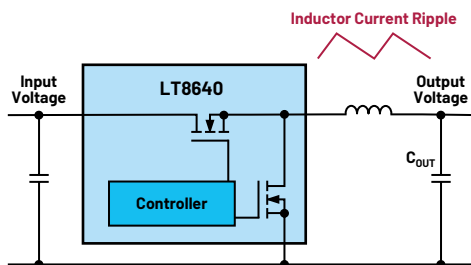 Inductor Current Ripple
Input
Voltage
LT8640
Output
Voltage
COUT
Controller